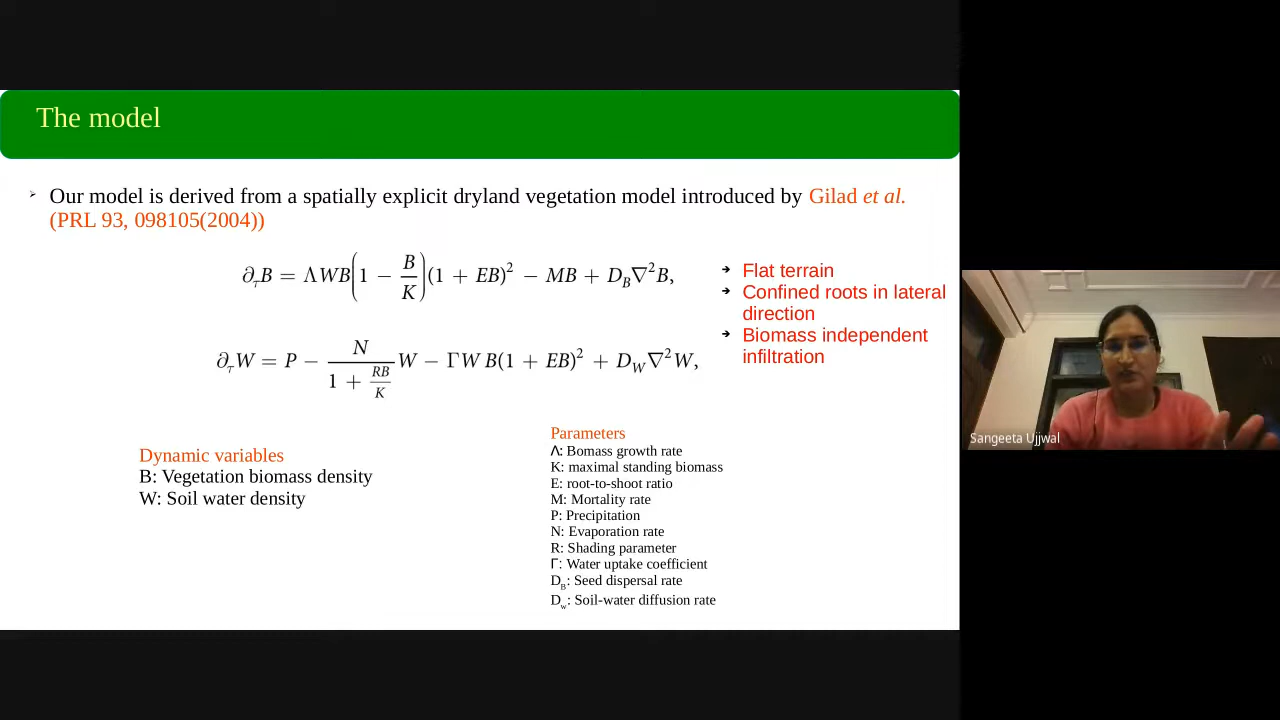 The model
➢ Our model is derived from a spatially explicit dryland vegetation model introduced by Gilad et al.
(PRL 93, 098105(2004))
∂_τB = ΛWB(1 − B/K)(1 + EB)² − MB + D_B∇²B,
∂_τW = P − N/(1 + RB/K) W − ΓW B(1 + EB)² + D_W∇²W,
➔ Flat terrain
➔ Confined roots in lateral
direction
➔ Biomass independent
infiltration
Dynamic variables
B: Vegetation biomass density
W: Soil water density
Parameters
Λ: Bomass growth rate
K: maximal standing biomass
E: root-to-shoot ratio
M: Mortality rate
P: Precipitation
N: Evaporation rate
R: Shading parameter
Γ: Water uptake coefficient
D_B: Seed dispersal rate
D_w: Soil-water diffusion rate
Sangeeta Ujjwal